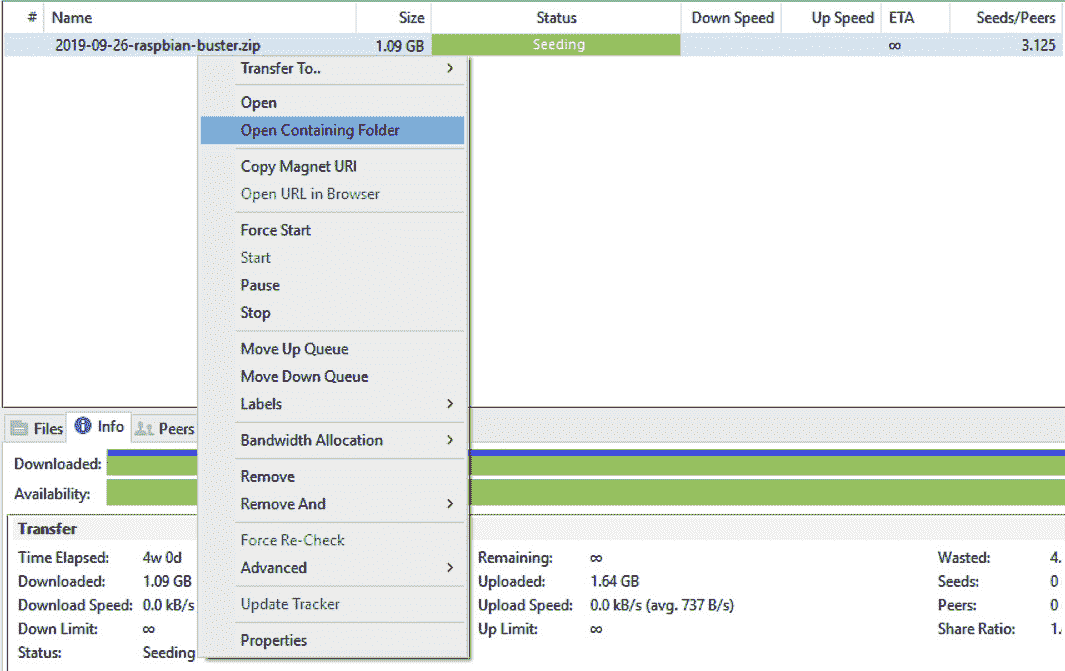 # Name Size Status Down Speed Up Speed ETA Seeds/Peers
2019-09-26-raspbian-buster.zip 1.09 GB Seeding ∞ 3.125
Transfer To..
Open
Open Containing Folder
Copy Magnet URI
Open URL in Browser
Force Start
Start
Pause
Stop
Move Up Queue
Move Down Queue
Labels
Bandwidth Allocation
Remove
Remove And
Force Re-Check
Advanced
Update Tracker
Properties
Files Info Peers
Downloaded:
Availability:
Transfer
Time Elapsed: 4w 0d Remaining: ∞ Wasted: 4.
Downloaded: 1.09 GB Uploaded: 1.64 GB Seeds: 0
Download Speed: 0.0 kB/s Upload Speed: 0.0 kB/s (avg. 737 B/s) Peers: 0
Down Limit: ∞ Up Limit: ∞ Share Ratio: 1.
Status: Seeding